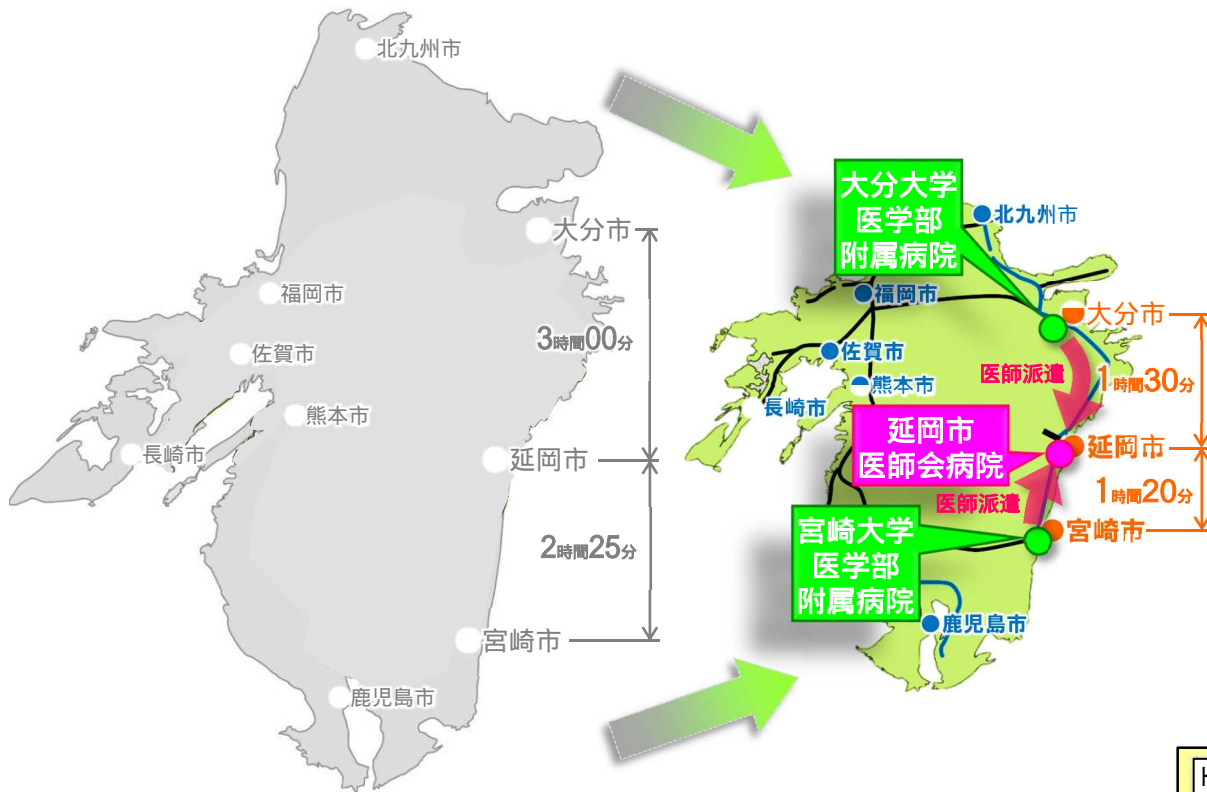 北九州市
大分市
福岡市
3時間00分
佐賀市
熊本市
長崎市
延岡市
2時間25分
宮崎市
鹿児島市
大分大学
医学部
附属病院
北九州市
福岡市
大分市
佐賀市
医師派遣
1時間30分
熊本市
長崎市
延岡市
医師会病院
延岡市
医師派遣
1時間20分
宮崎大学
医学部
附属病院
宮崎市
鹿児島市